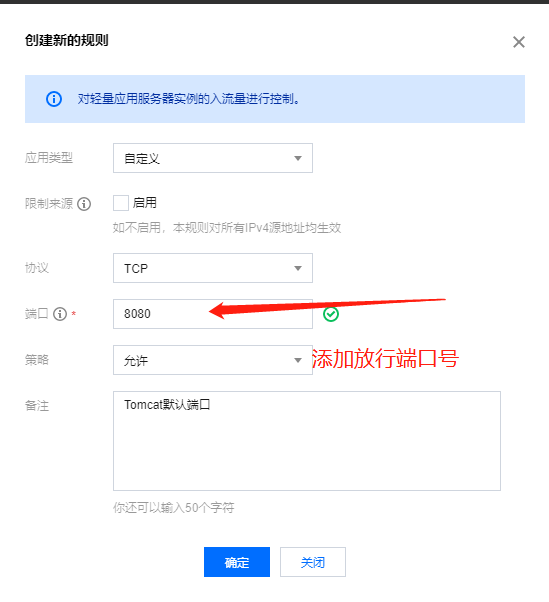 创建新的规则
对轻量应用服务器实例的入流量进行控制。
应用类型
自定义
限制来源
启用
如不启用，本规则对所有IPv4源地址均生效
协议
TCP
端口 *
8080
策略
允许
添加放行端口号
备注
Tomcat默认端口
你还可以输入50个字符
确定
关闭